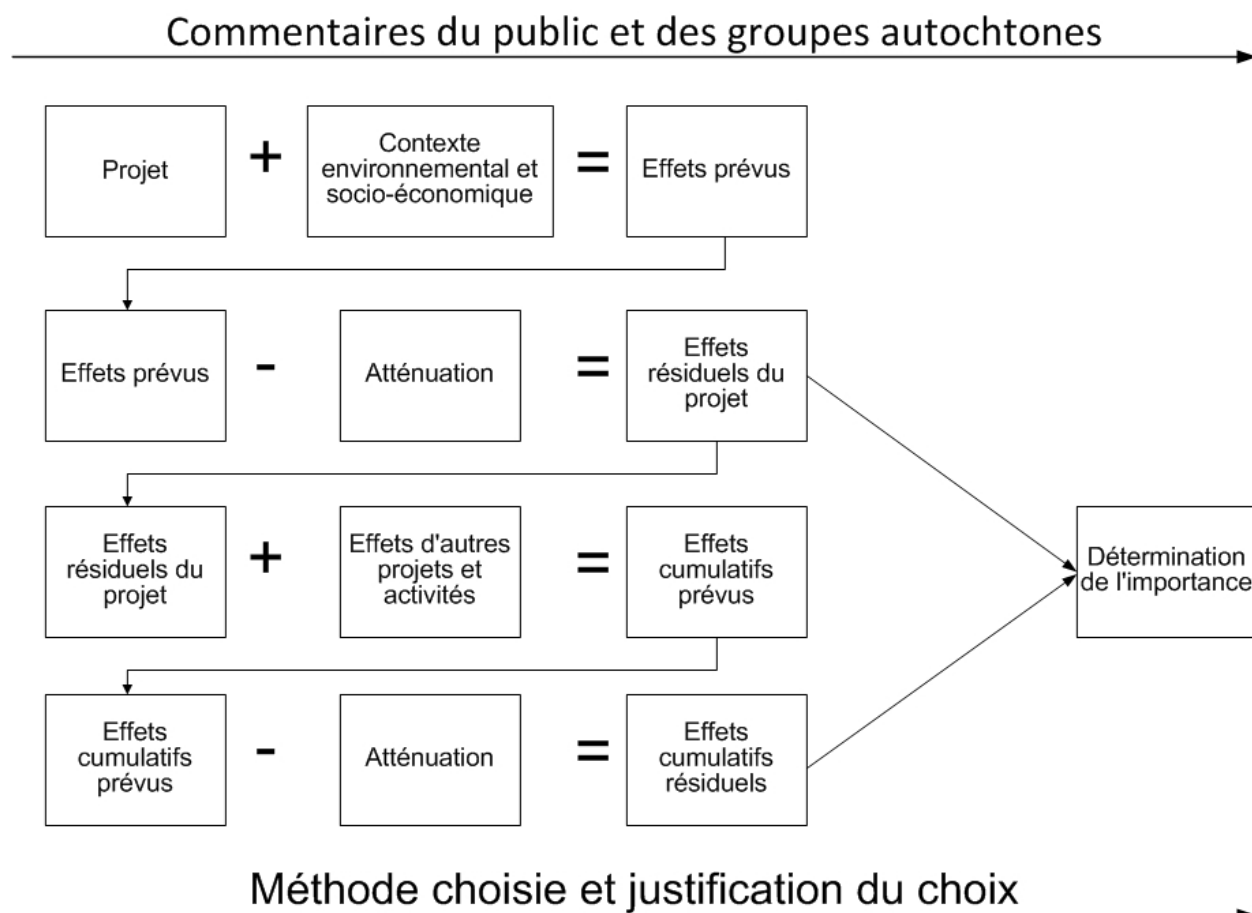 Commentaires du public et des groupes autochtones
Projet
+
Contexte
environnemental et
socio-économique
=
Effets prévus
Effets prévus
-
Atténuation
=
Effets
résiduels du
projet
Effets
résiduels du
projet
+
Effets d'autres
projets et
activités
=
Effets
cumulatifs
prévus
Détermination
de l'importance
Effets
cumulatifs
prévus
-
Atténuation
=
Effets
cumulatifs
résiduels
Méthode choisie et justification du choix